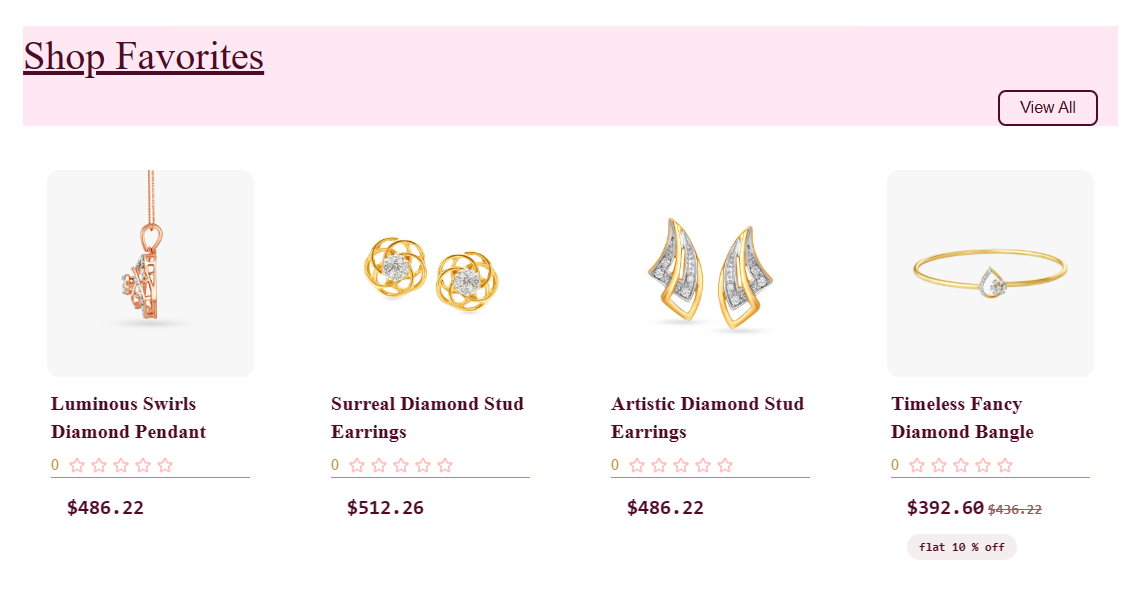 Shop Favorites
View All
Luminous Swirls
Diamond Pendant
0
$486.22
Surreal Diamond Stud
Earrings
0
$512.26
Artistic Diamond Stud
Earrings
0
$486.22
Timeless Fancy
Diamond Bangle
0
$392.60 $436.22
flat 10 % off